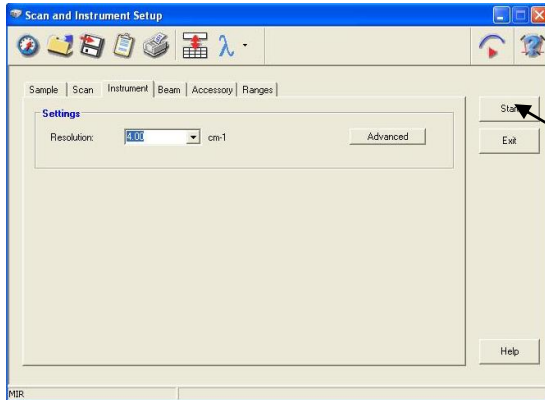 Scan and Instrument Setup
λ
Sample Scan Instrument Beam Accessory Ranges
Settings
Resolution: 4.00 cm-1 Advanced
Exit
Help
MIR